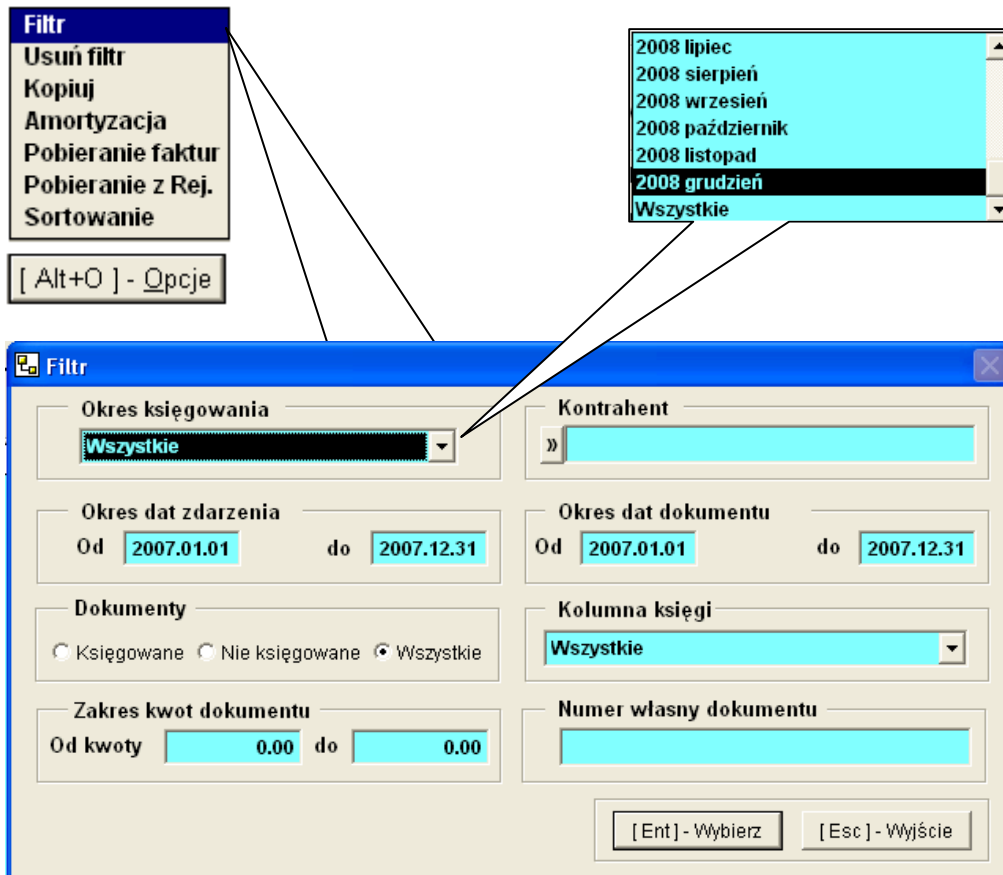 Filtr
Usuń filtr
Kopiuj
Amortyzacja
Pobieranie faktur
Pobieranie z Rej.
Sortowanie
[ Alt+O ] - Opcje
2008 lipiec
2008 sierpień
2008 wrzesień
2008 październik
2008 listopad
2008 grudzień
Wszystkie
Filtr
Okres księgowania
Wszystkie
Kontrahent
»
Okres dat zdarzenia
Od 2007.01.01 do 2007.12.31
Okres dat dokumentu
Od 2007.01.01 do 2007.12.31
Dokumenty
Księgowane Nie księgowane Wszystkie
Kolumna księgi
Wszystkie
Zakres kwot dokumentu
Od kwoty 0.00 do 0.00
Numer własny dokumentu
[ Ent ] - Wybierz [ Esc ] - Wyjście